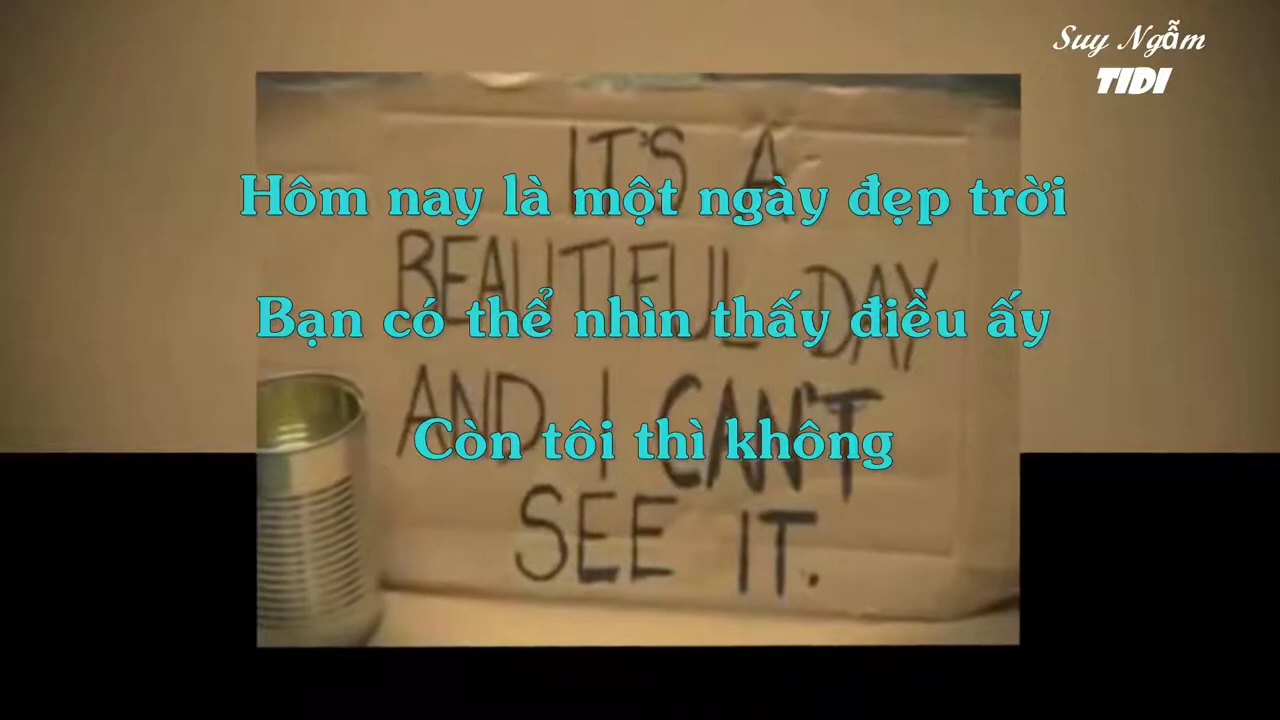 Suy Ngẫm
TIDI
IT'S A
BEAUTIFUL DAY
AND I CAN'T
SEE IT.
Hôm nay là một ngày đẹp trời
Bạn có thể nhìn thấy điều ấy
Còn tôi thì không